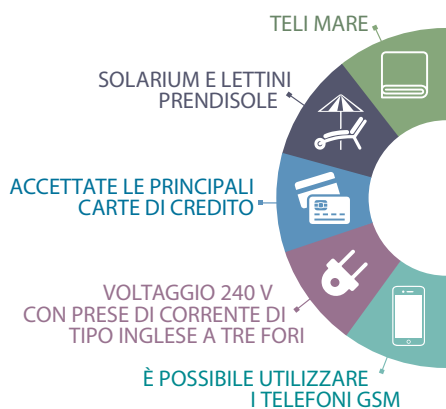 TELI MARE
SOLARIUM E LETTINI
PRENDISOLE
ACCETTATE LE PRINCIPALI
CARTE DI CREDITO
VOLTAGGIO 240 V
CON PRESE DI CORRENTE DI
TIPO INGLESE A TRE FORI
È POSSIBILE UTILIZZARE
I TELEFONI GSM